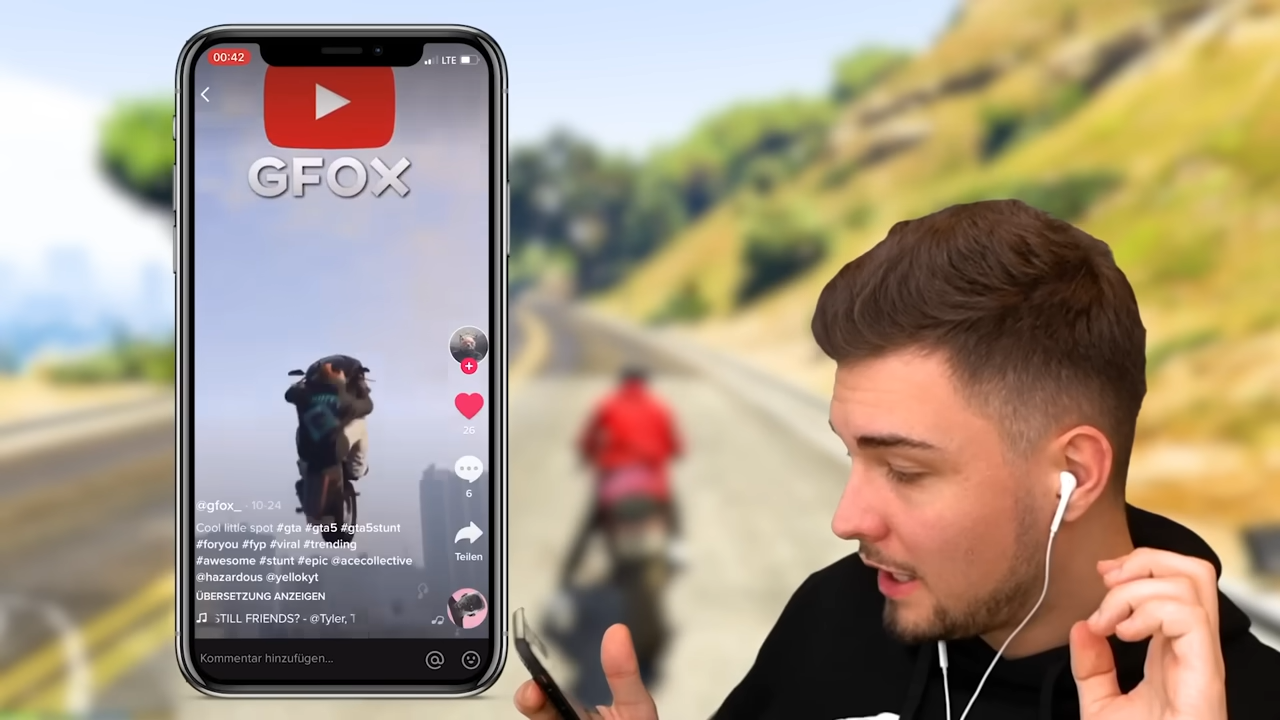 00:42
LTE
GFOX
26
6
@gfox_ · 10-24
Cool little spot #gta #gta5 #gta5stunt
#foryou #fyp #viral #trending
#awesome #stunt #epic @acecollective
@hazardous @yellokyt
Teilen
ÜBERSETZUNG ANZEIGEN
STILL FRIENDS? - @Tyler, T
Kommentar hinzufügen...